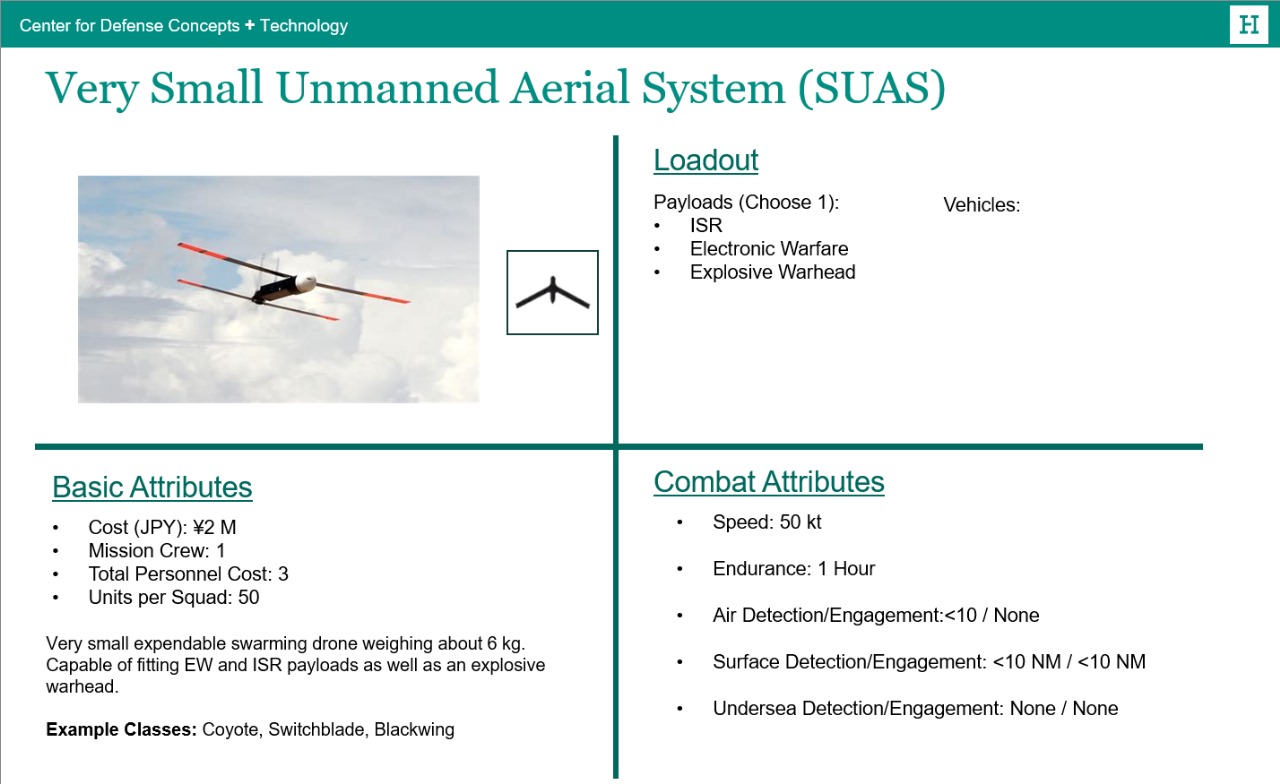 Center for Defense Concepts + Technology
H
Very Small Unmanned Aerial System (SUAS)
Loadout
Payloads (Choose 1):
• ISR
• Electronic Warfare
• Explosive Warhead
Vehicles:
Basic Attributes
• Cost (JPY): ¥2 M
• Mission Crew: 1
• Total Personnel Cost: 3
• Units per Squad: 50
Very small expendable swarming drone weighing about 6 kg.
Capable of fitting EW and ISR payloads as well as an explosive
warhead.
Example Classes: Coyote, Switchblade, Blackwing
Combat Attributes
• Speed: 50 kt
• Endurance: 1 Hour
• Air Detection/Engagement:<10 / None
• Surface Detection/Engagement: <10 NM / <10 NM
• Undersea Detection/Engagement: None / None